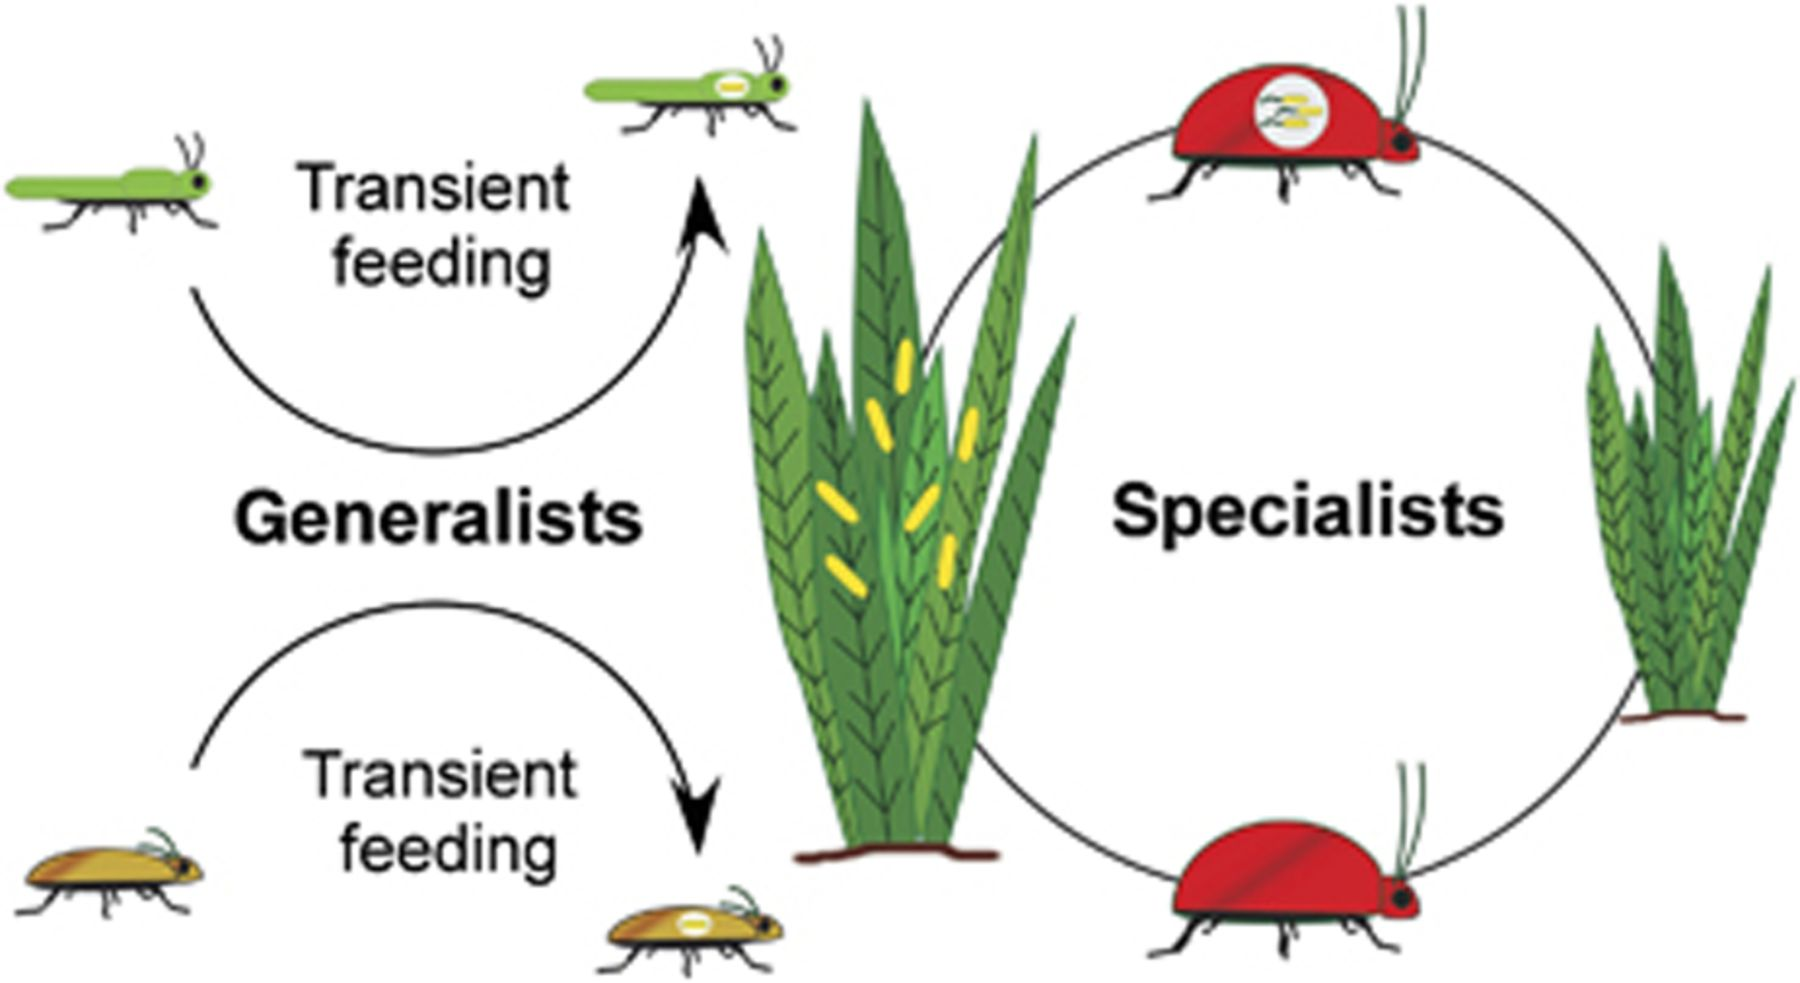 Transient
feeding
Generalists
Specialists
Transient
feeding